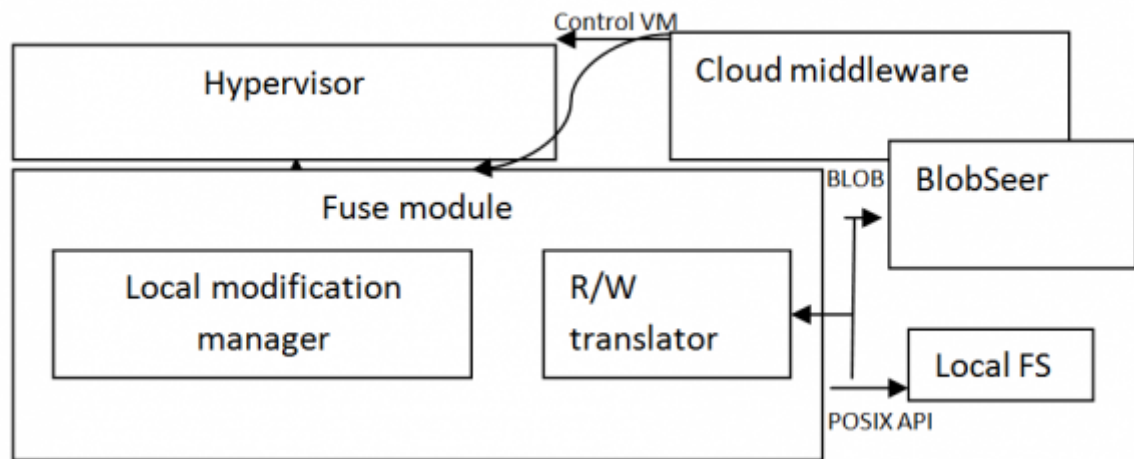 Control VM
Hypervisor
Cloud middleware
BLOB
BlobSeer
Fuse module
Local modification
manager
R/W
translator
Local FS
POSIX API